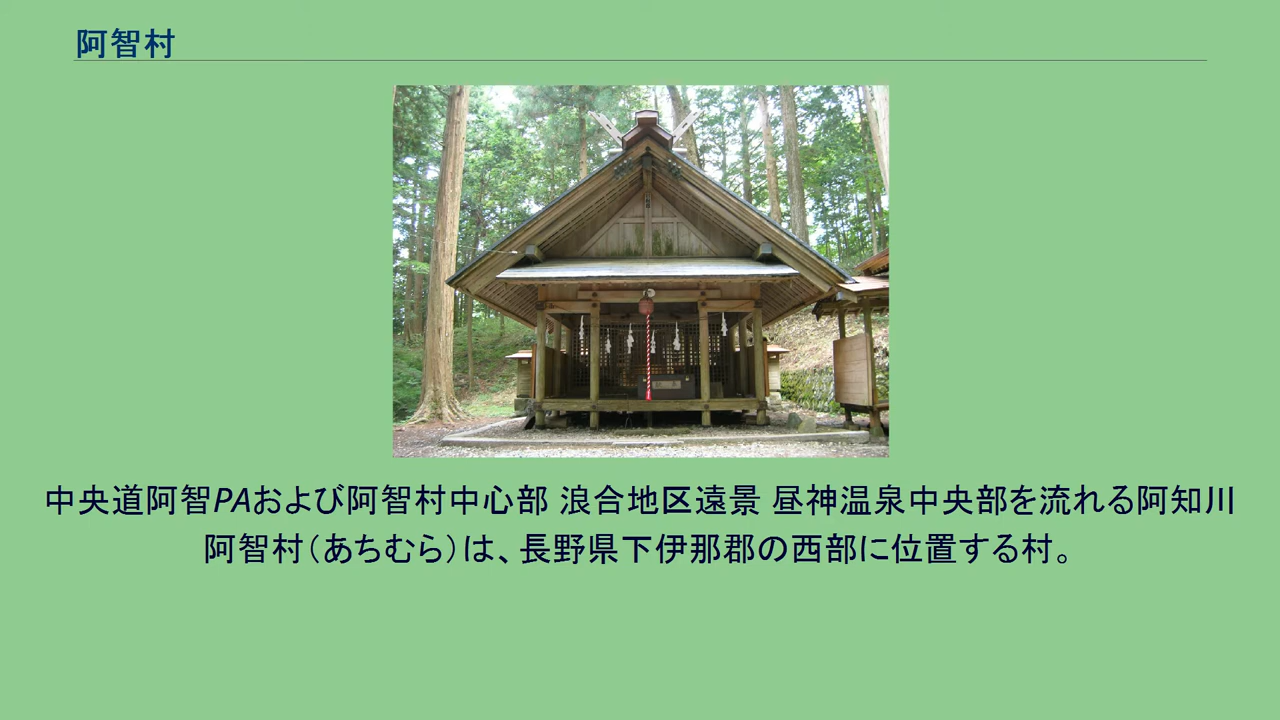 阿智村
中央道阿智PAおよび阿智村中心部 浪合地区遠景 昼神温泉中央部を流れる阿知川
阿智村（あちむら）は、長野県下伊那郡の西部に位置する村。